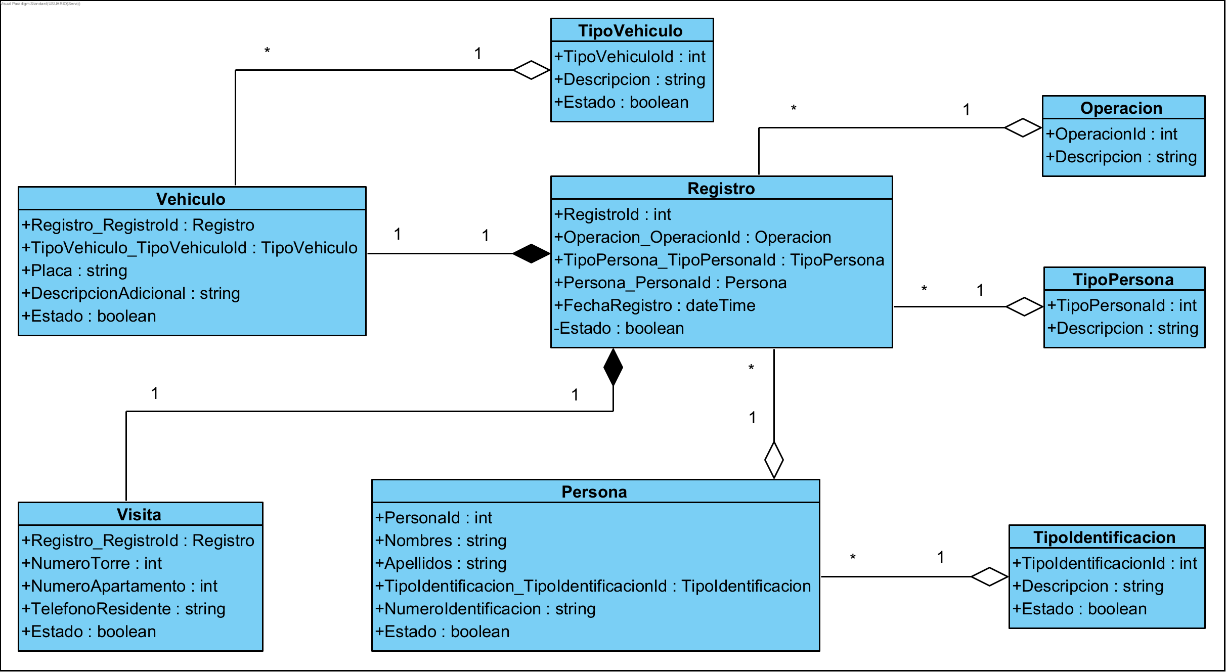 TipoVehiculo
+TipoVehiculoId : int
+Descripcion : string
+Estado : boolean
*
1
Operacion
+OperacionId : int
+Descripcion : string
*
1
Vehiculo
+Registro_RegistroId : Registro
+TipoVehiculo_TipoVehiculoId : TipoVehiculo
+Placa : string
+DescripcionAdicional : string
+Estado : boolean
1
1
Registro
+RegistroId : int
+Operacion_OperacionId : Operacion
+TipoPersona_TipoPersonaId : TipoPersona
+Persona_PersonaId : Persona
+FechaRegistro : dateTime
-Estado : boolean
*
1
TipoPersona
+TipoPersonaId : int
+Descripcion : string
1
1
*
1
Visita
+Registro_RegistroId : Registro
+NumeroTorre : int
+NumeroApartamento : int
+TelefonoResidente : string
+Estado : boolean
Persona
+PersonaId : int
+Nombres : string
+Apellidos : string
+TipoIdentificacion_TipoIdentificacionId : TipoIdentificacion
+NumeroIdentificacion : string
+Estado : boolean
*
1
TipoIdentificacion
+TipoIdentificacionId : int
+Descripcion : string
+Estado : boolean